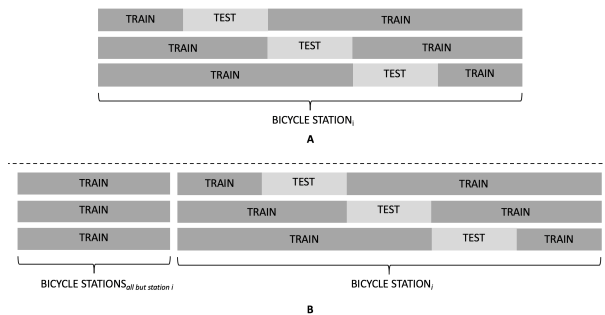 TRAIN TEST TRAIN
TRAIN TEST TRAIN
TRAIN TEST TRAIN
BICYCLE STATIONi
A
TRAIN TRAIN TEST TRAIN
TRAIN TRAIN TEST TRAIN
TRAIN TRAIN TEST TRAIN
BICYCLE STATIONSall but station i BICYCLE STATIONi
B